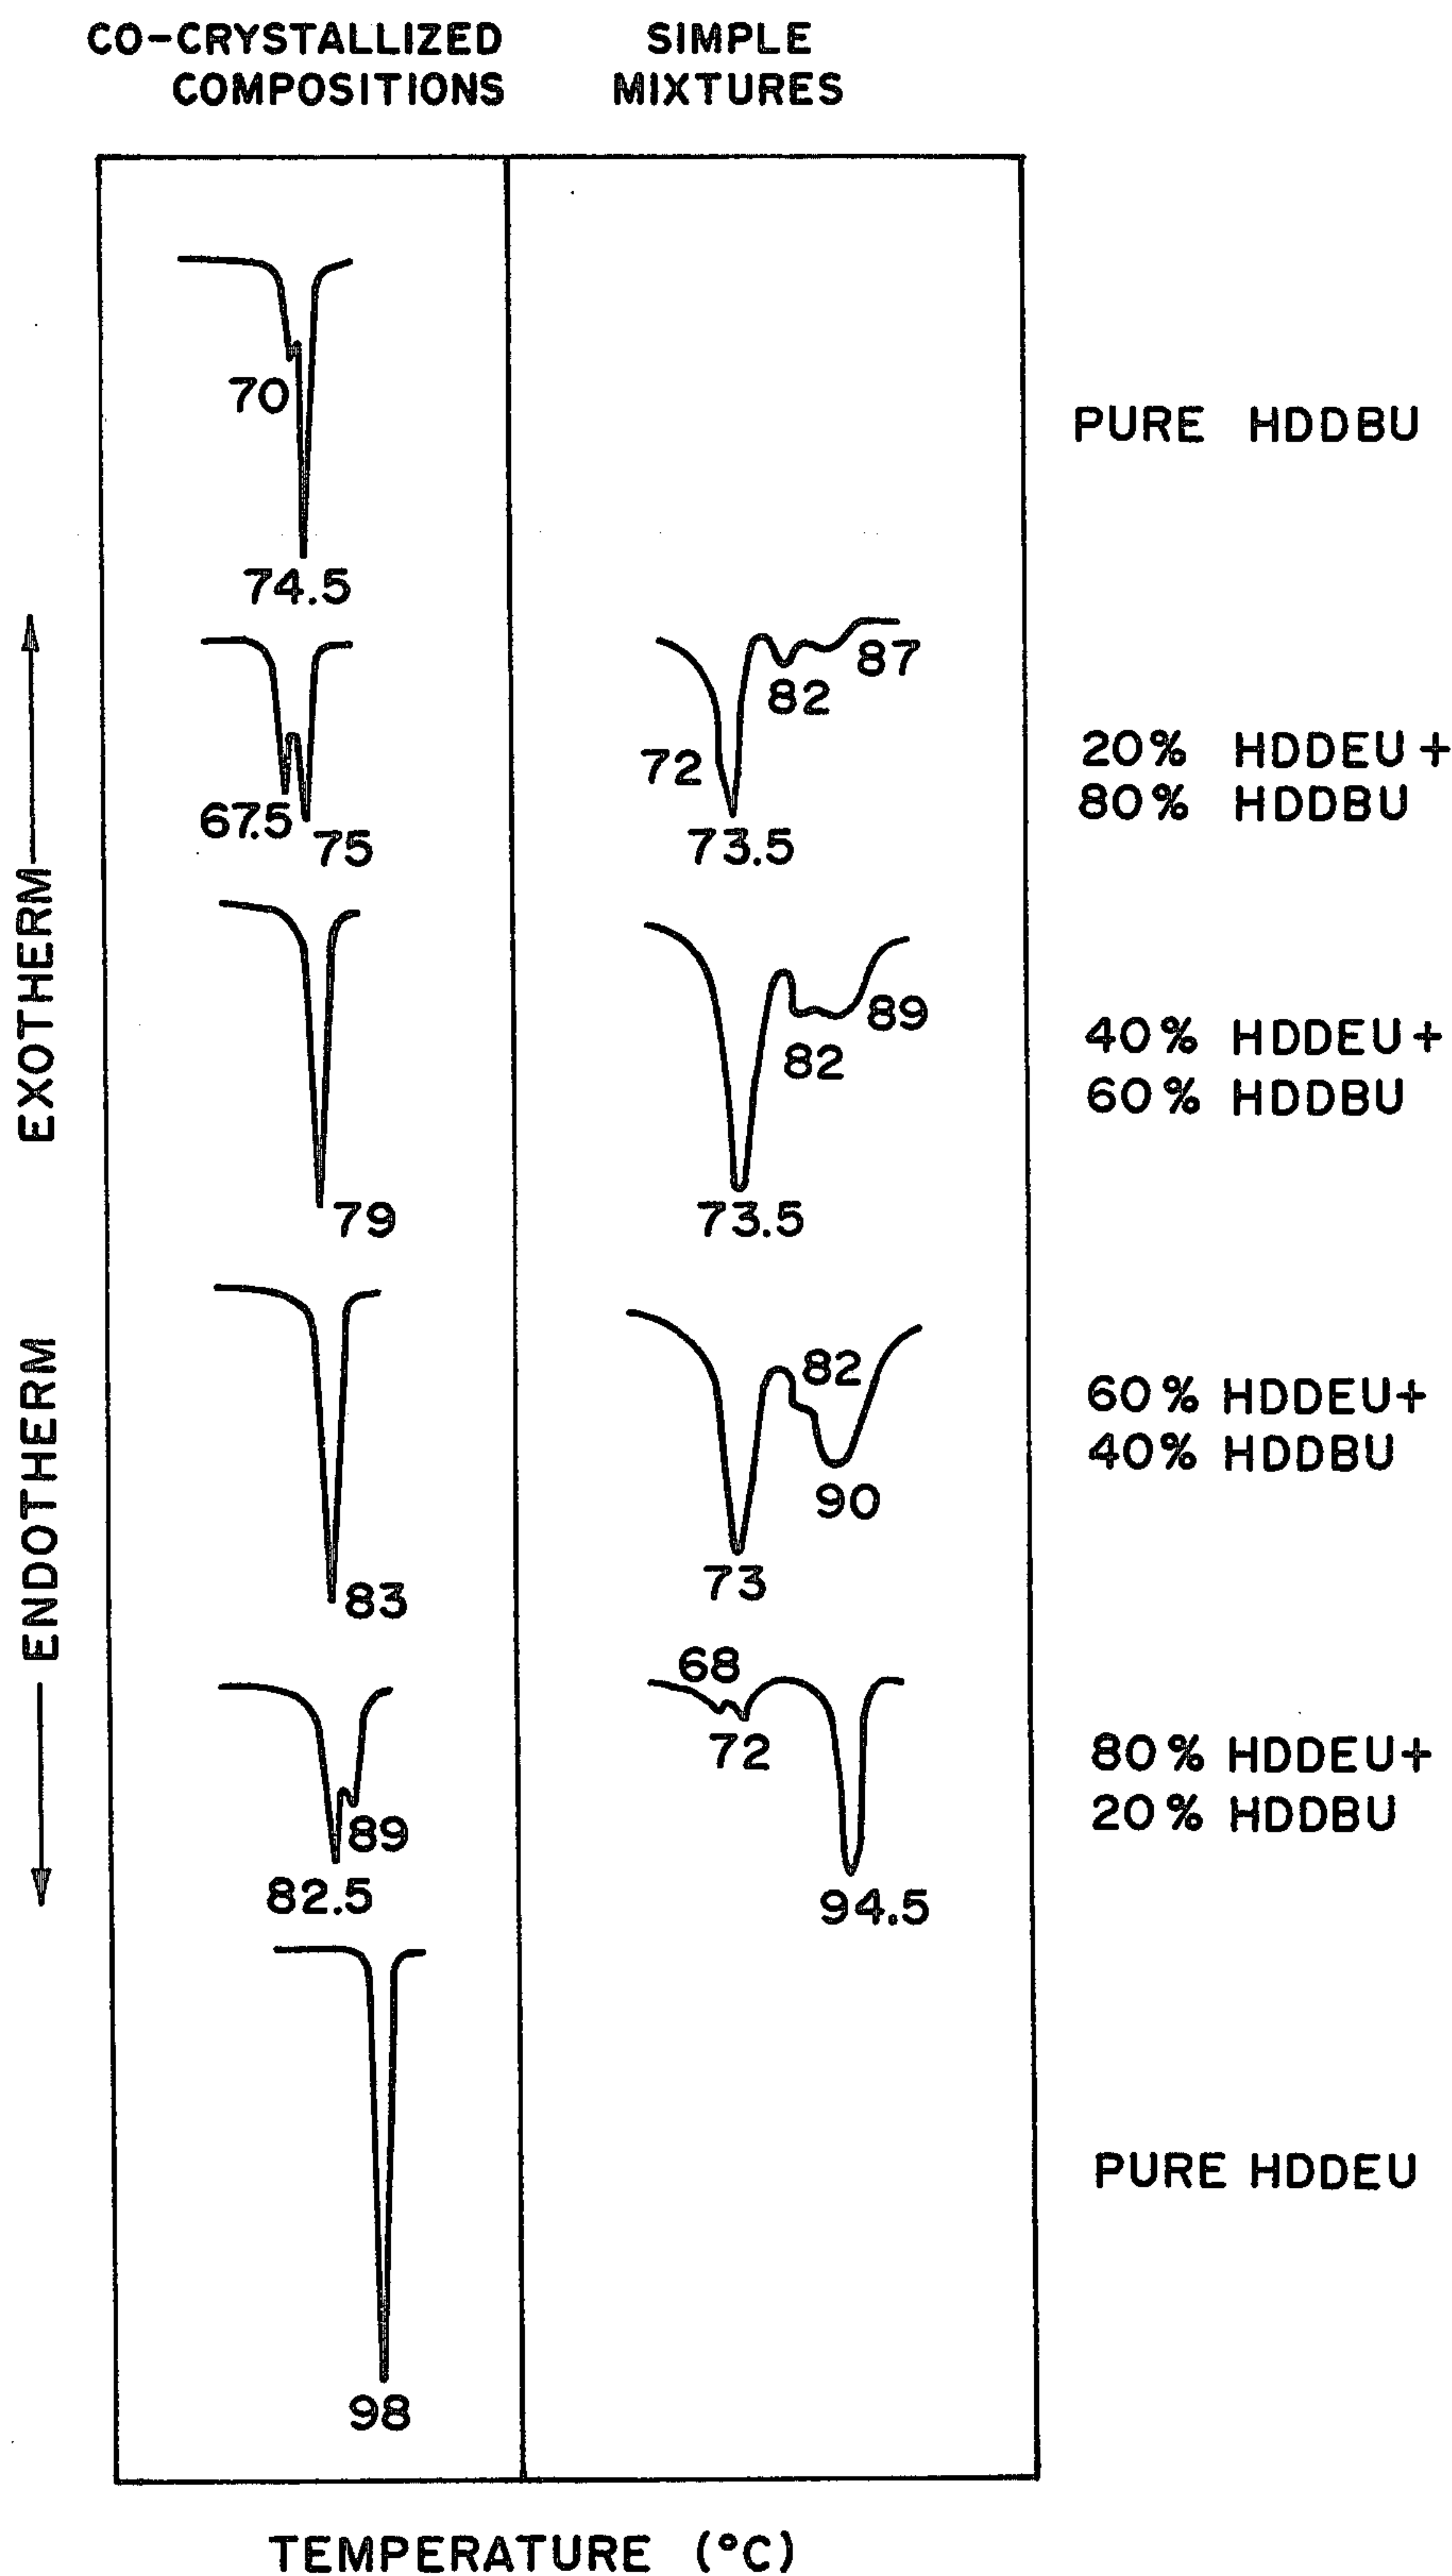 CO-CRYSTALLIZED COMPOSITIONS
SIMPLE MIXTURES
70
74.5
PURE HDDBU
67.5
75
72
73.5
82
87
20% HDDEU +
80% HDDBU
79
73.5
82
89
40% HDDEU +
60% HDDBU
83
73
82
90
60% HDDEU+
40% HDDBU
82.5
89
68
72
94.5
80% HDDEU+
20% HDDBU
98
PURE HDDEU
EXOTHERM
ENDOTHERM
TEMPERATURE (°C)